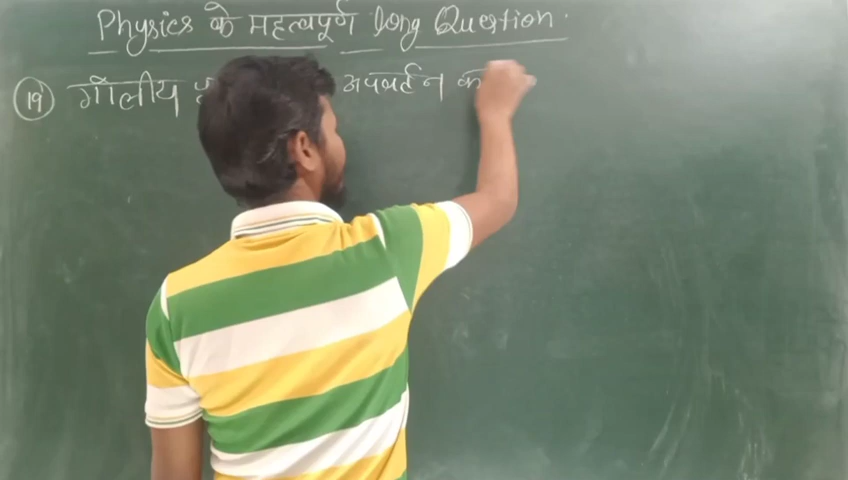 Physics के महत्वपूर्ण long Question.
19 गोलीय अपवर्तन